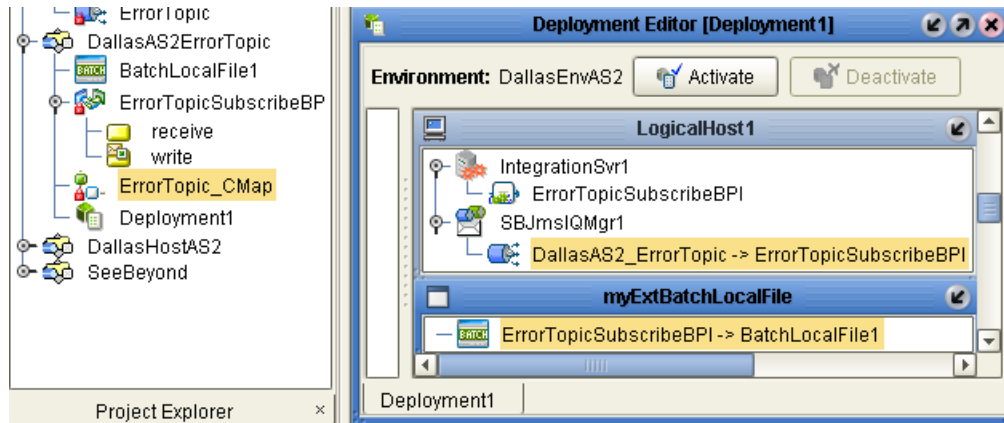 ErrorTopic
DallasAS2ErrorTopic
BATCH BatchLocalFile1
ErrorTopicSubscribeBP
receive
write
ErrorTopic_CMap
Deployment1
DallasHostAS2
SeeBeyond
Project Explorer ×
Deployment Editor [Deployment1]
Environment: DallasEnvAS2 Activate Deactivate
LogicalHost1
IntegrationSvr1
ErrorTopicSubscribeBPI
SBJmsIQMgr1
DallasAS2_ErrorTopic -> ErrorTopicSubscribeBPI
myExtBatchLocalFile
BATCH ErrorTopicSubscribeBPI -> BatchLocalFile1
Deployment1